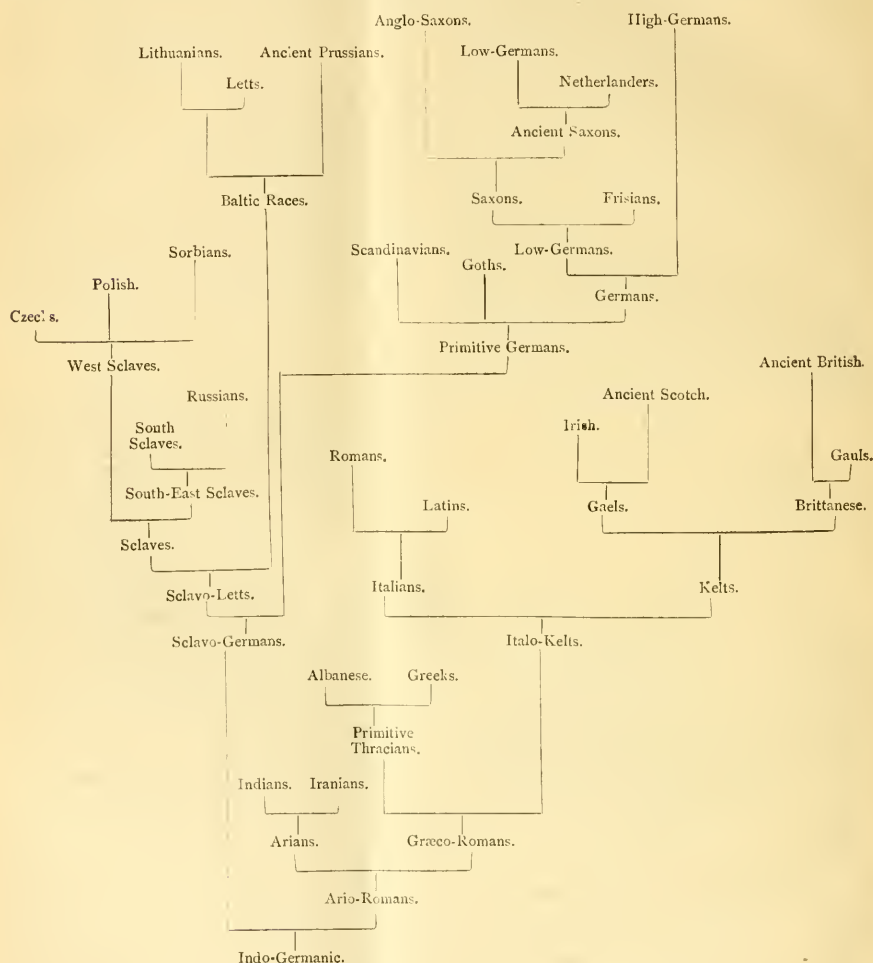 Anglo-Saxons.
High-Germans.
Lithuanians.
Ancient Prussians.
Low-Germans.
Letts.
Netherlanders.
Ancient Saxons.
Baltic Races.
Saxons.
Frisians.
Sorbians.
Scandinavians.
Low-Germans.
Goths.
Polish.
Germans.
Czechs.
Primitive Germans.
West Sclaves.
Ancient British.
Russians.
Ancient Scotch.
South
Sclaves.
Irish.
Romans.
Gauls.
South-East Sclaves.
Latins.
Gaels.
Brittanese.
Sclaves.
Sclavo-Letts.
Italians.
Kelts.
Sclavo-Germans.
Italo-Kelts.
Albanese.
Greeks.
Primitive
Thracians.
Indians.
Iranians.
Arians.
Græco-Romans.
Ario-Romans.
Indo-Germanic.